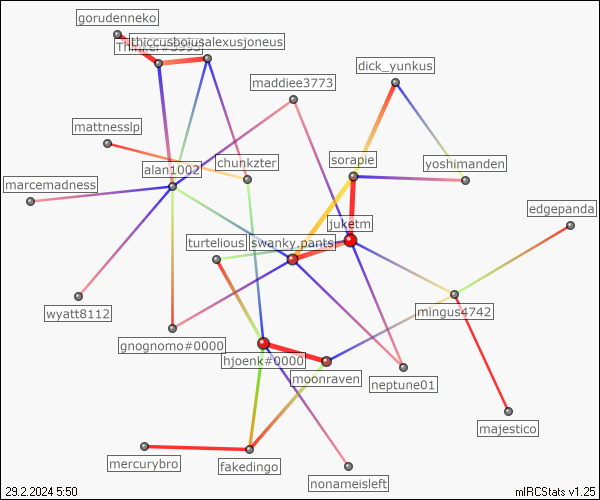 gorudenneko
thiccusboiusalexusjoneus
dick_yunkus
maddiee3773
mattnesslp
chunkzter
sorapie
yoshimanden
alan1002
marcemadness
edgepanda
juketm
turtelious
swanky.pants
mingus4742
wyatt8112
gnognomo#0000
hjoenk#0000
moonraven
neptune01
majestico
mercurybro
fakedingo
nonameisleft
29.2.2024 5:50
mIRCStats v1.25